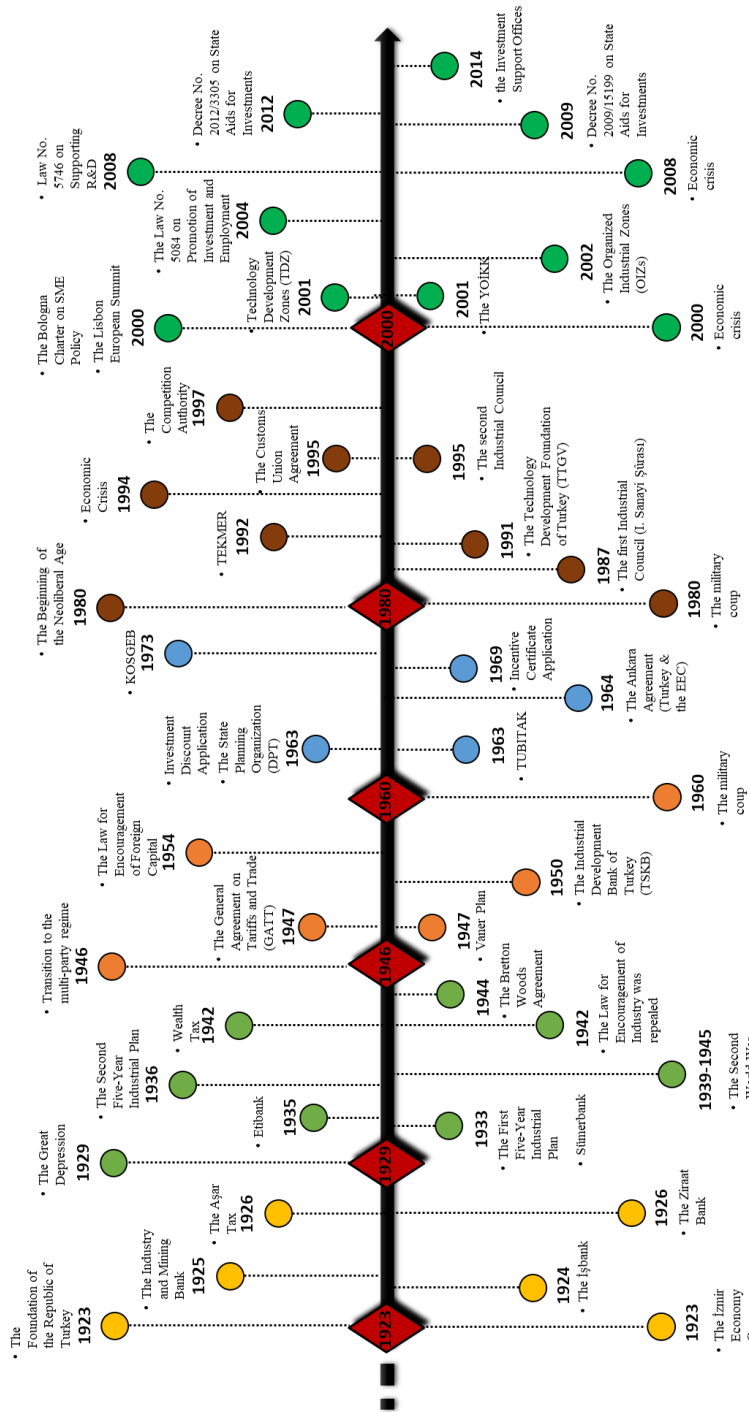 • The
Foundation of
the Republic of
Turkey
1923
• The Industry
and Mining
Bank
1925
• The Aşar
Tax
1926
• The Great
Depression
1929
• Etibank
1935
• The Second
Five-Year
Industrial Plan
1936
• Wealth
Tax
1942
• Transition to the
multi-party regime
1946
• The General
Agreement on
Tariffs and Trade
(GATT)
1947
• The Law for
Encouragement
of Foreign
Capital
1954
• Investment
Discount
Application
• The State
Planning
Organization
(DPT)
1963
• KOSGEB
1973
• The Beginning of
the Neoliberal Age
1980
• TEKMER
1992
• Economic
Crisis
1994
• The Customs
Union
Agreement
1995
• The
Competition
Authority
1997
• The Bologna
Charter on SME
Policy
• The Lisbon
European Summit
2000
• Technology
Development
Zones (TDZ)
2001
• The Law No.
5084 on
Promotion of
Investment and
Employment
2004
• Law No.
5746 on
Supporting
R&D
2008
• Decree No.
2012/3305 on State
Aids for
Investments
2012
1923
1929
1946
1960
1980
2000
1923
• The İzmir
Economy
1924
• The İşbank
1926
• The Ziraat
Bank
1933
• The First
Five-Year
Industrial
Plan
• Sümerbank
1939-1945
• The Second
1942
• The Law for
Encouragement of
Industry was
repealed
1944
• The Bretton
Woods
Agreement
1947
• Vaner Plan
1950
• The Industrial
Development
Bank of
Turkey
(TSKB)
1960
• The military
coup
1963
• TUBITAK
1964
• The Ankara
Agreement
(Turkey &
the EEC)
1969
• Incentive
Certificate
Application
1980
• The military
coup
1987
• The first Industrial
Council (I. Sanayi Şûrası)
1991
• The Technology
Development Foundation
of Turkey (TTGV)
1995
• The second
Industrial Council
2000
• Economic
crisis
2001
• The YOİKK
2002
• The Organized
Industrial Zones
(OIZs)
2008
• Economic
crisis
2009
• Decree No.
2009/15199 on State
Aids for
Investments
2014
• the Investment
Support Offices